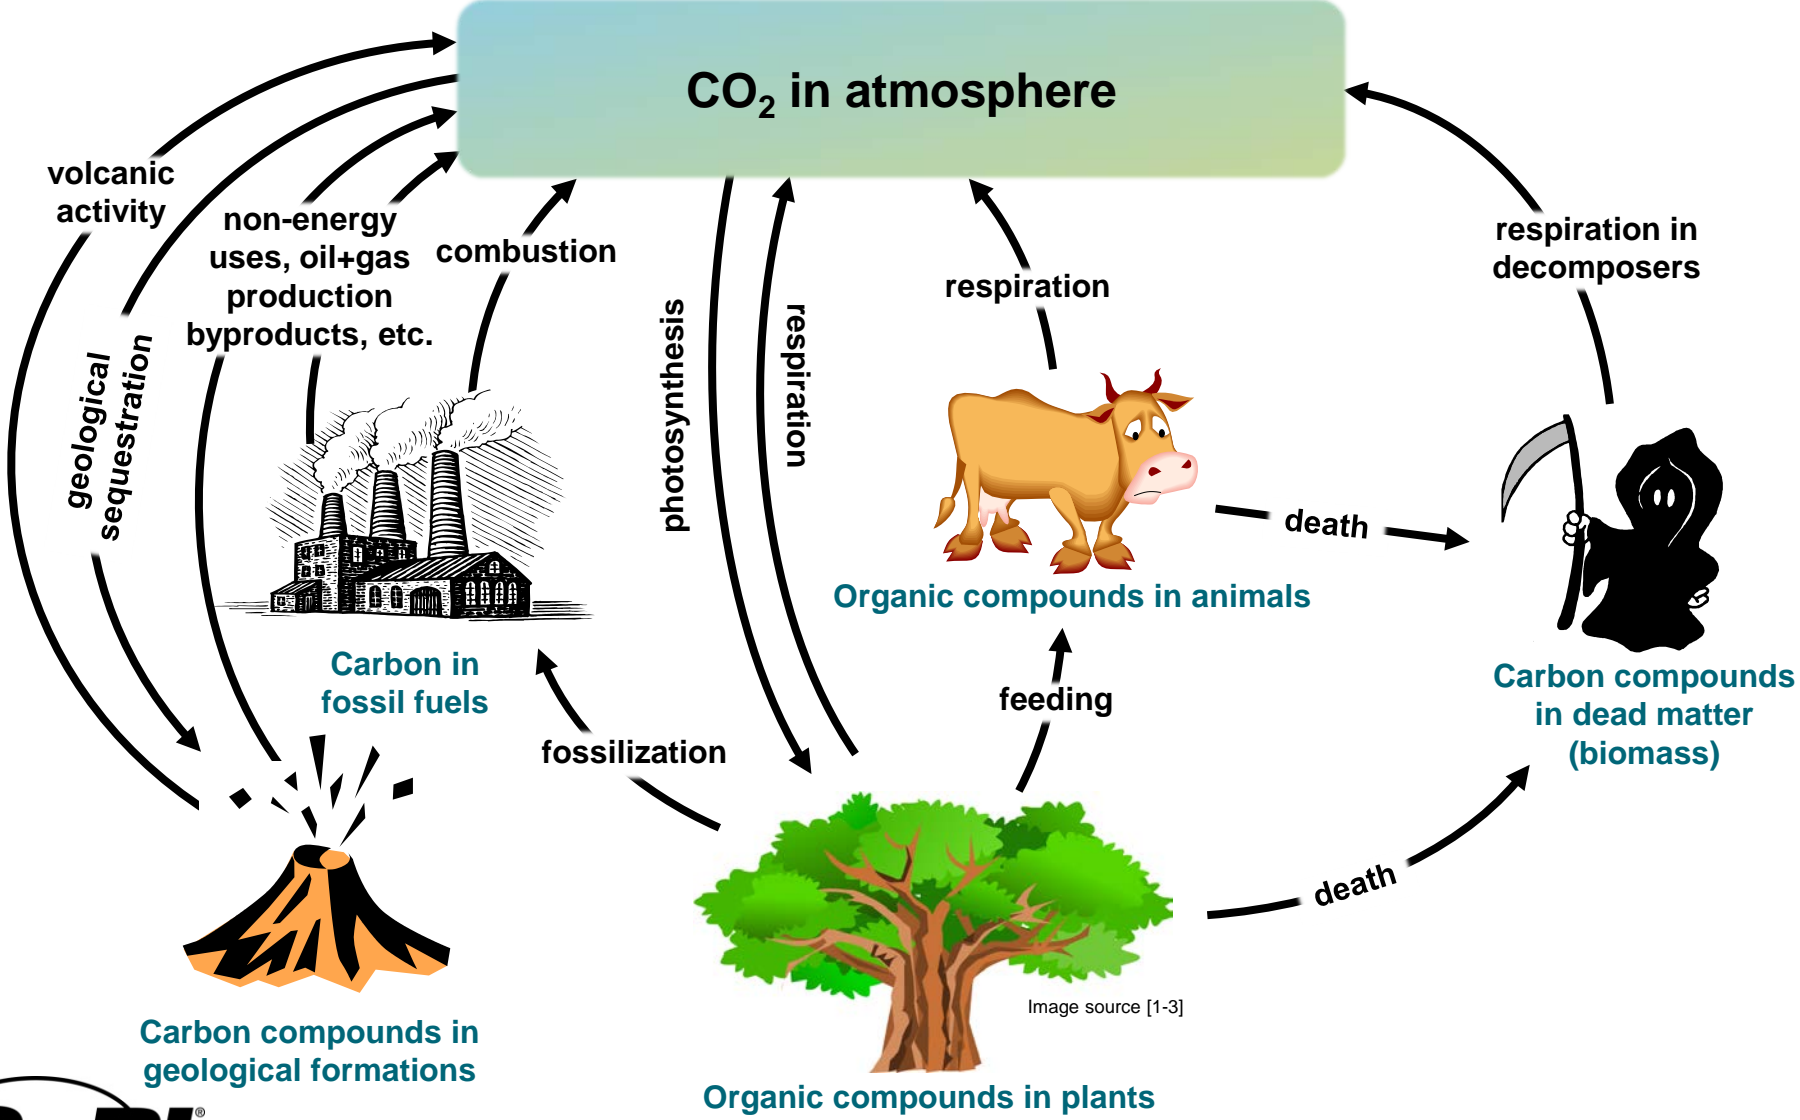 CO₂ in atmosphere
volcanic
activity
non-energy
uses, oil+gas
production
byproducts, etc.
combustion
geological
sequestration
photosynthesis
respiration
respiration
respiration in
decomposers
death
Organic compounds in animals
Carbon in
fossil fuels
feeding
fossilization
Carbon compounds
in dead matter
(biomass)
death
Image source [1-3]
Carbon compounds in
geological formations
Organic compounds in plants
®